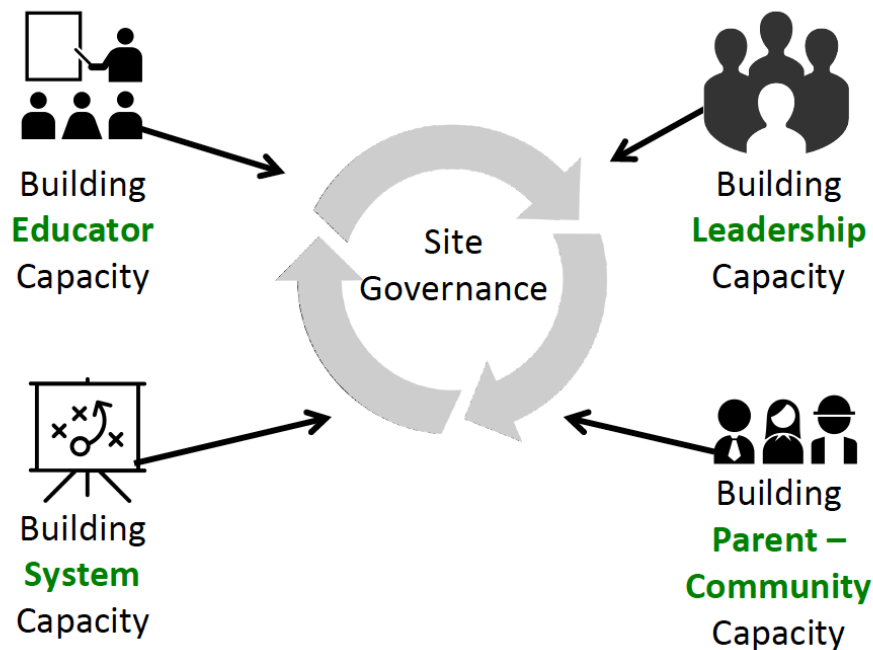 Building
Educator
Capacity
Building
Leadership
Capacity
Site
Governance
Building
System
Capacity
Building
Parent –
Community
Capacity